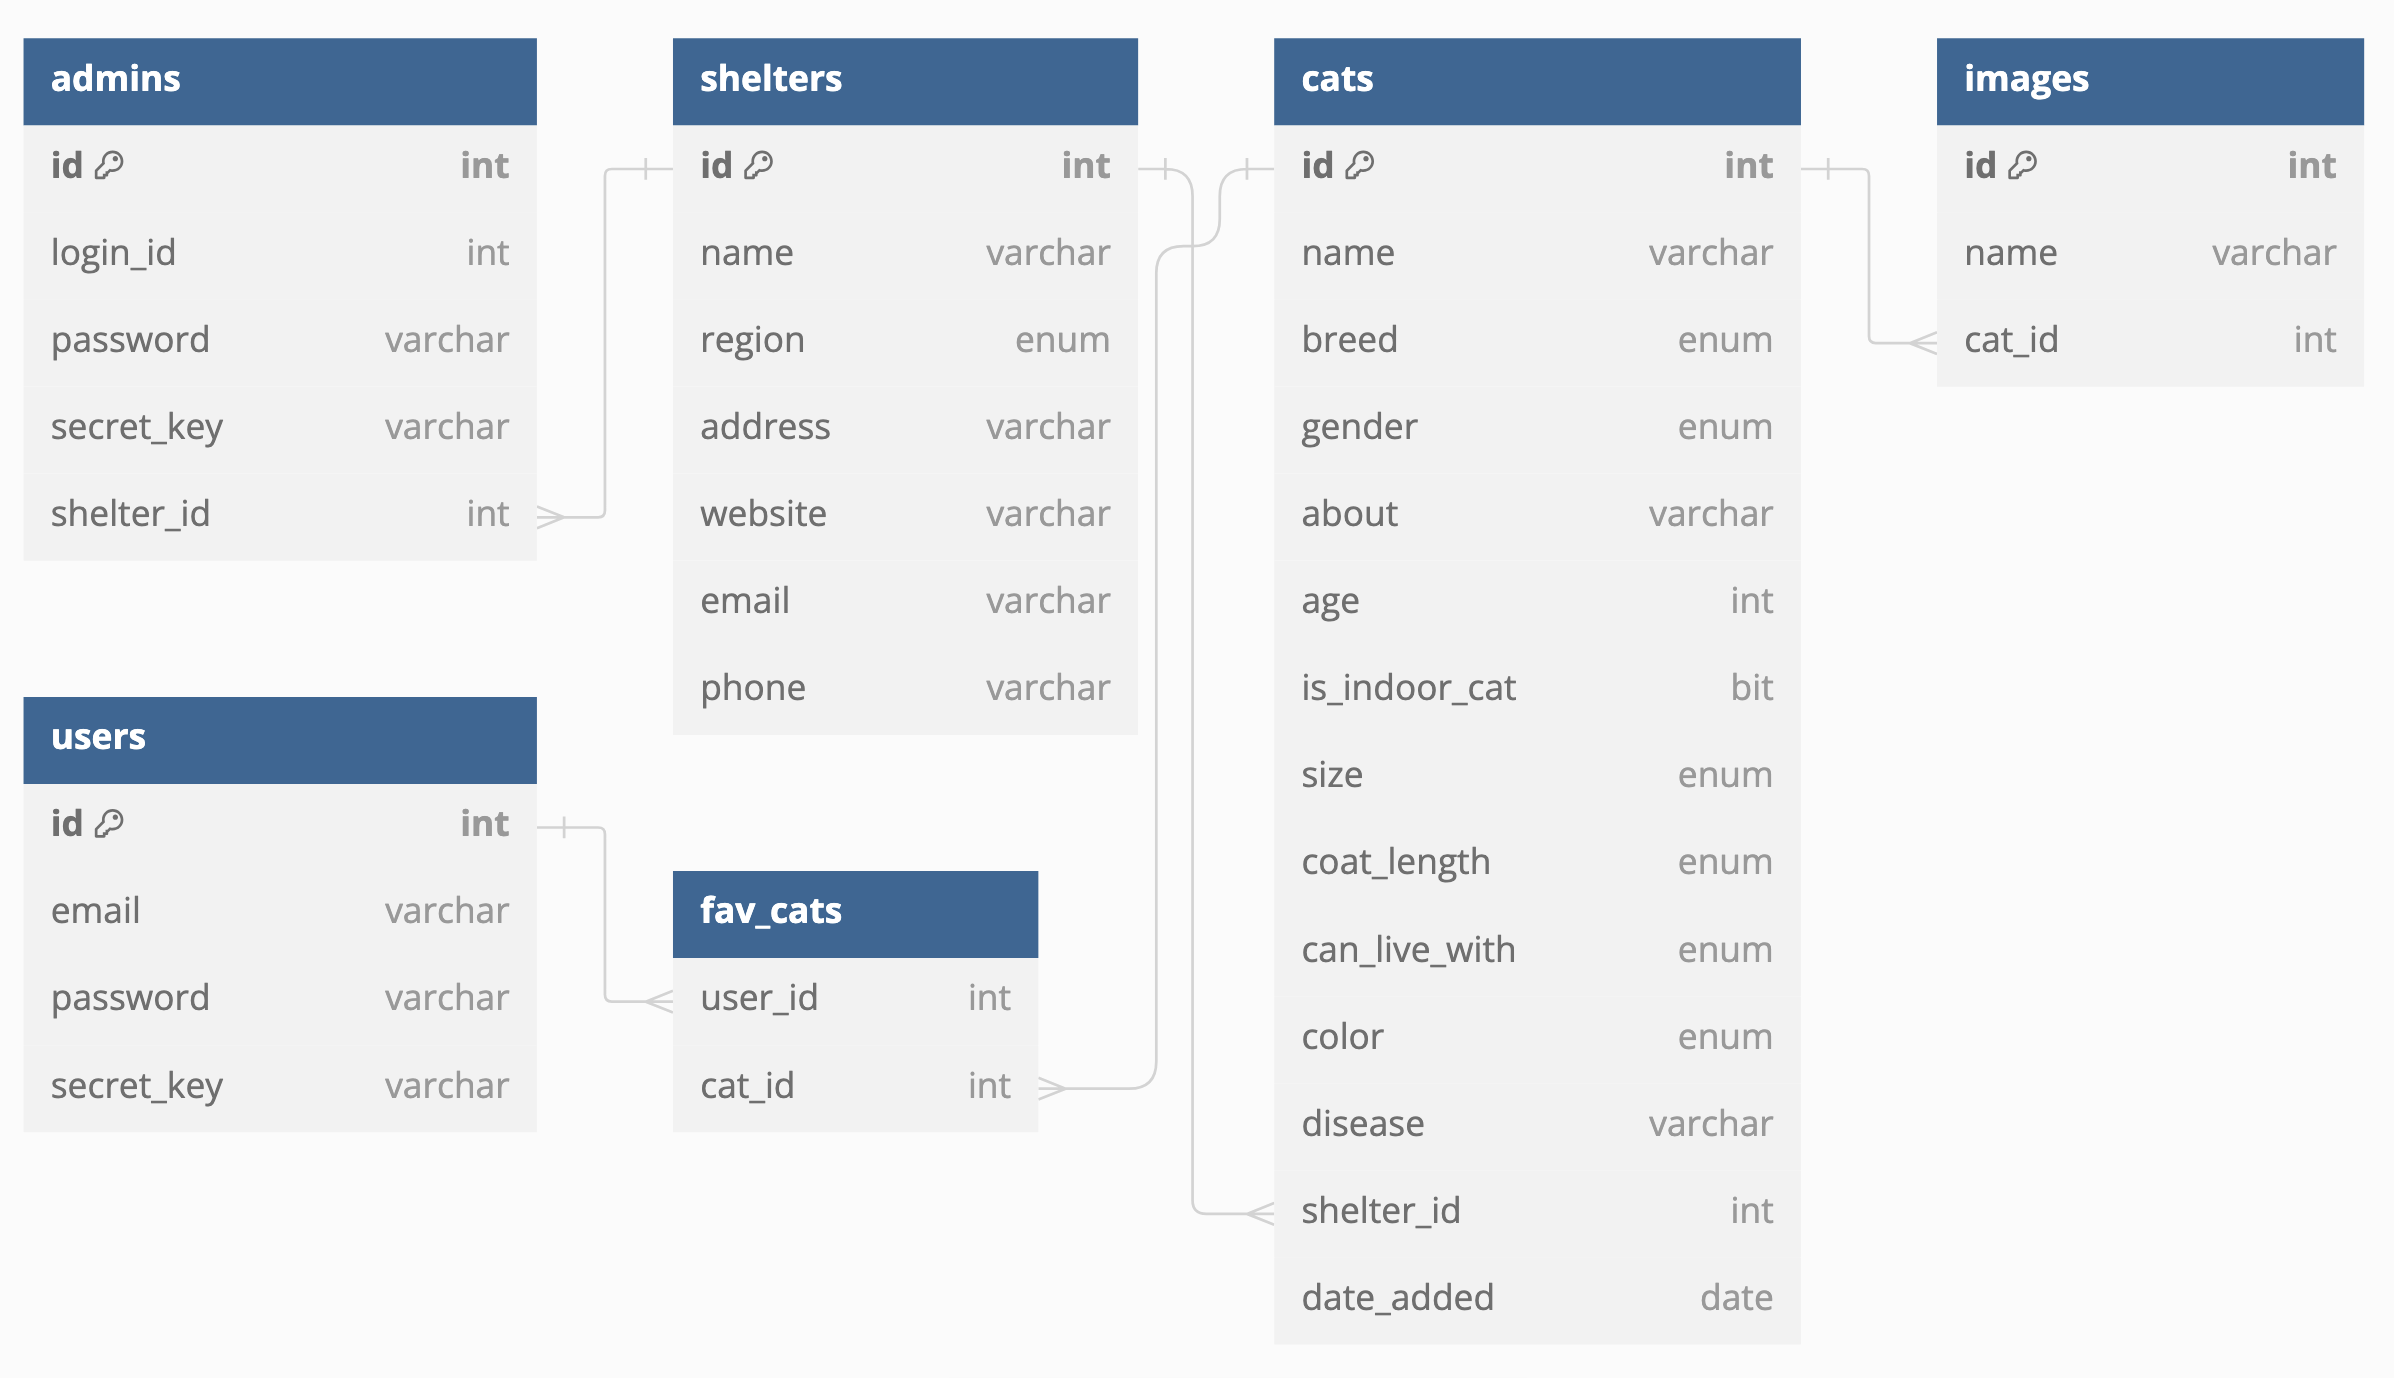 admins
id int
login_id int
password varchar
secret_key varchar
shelter_id int
shelters
id int
name varchar
region enum
address varchar
website varchar
email varchar
phone varchar
cats
id int
name varchar
breed enum
gender enum
about varchar
age int
is_indoor_cat bit
size enum
coat_length enum
can_live_with enum
color enum
disease varchar
shelter_id int
date_added date
images
id int
name varchar
cat_id int
users
id int
email varchar
password varchar
secret_key varchar
fav_cats
user_id int
cat_id int